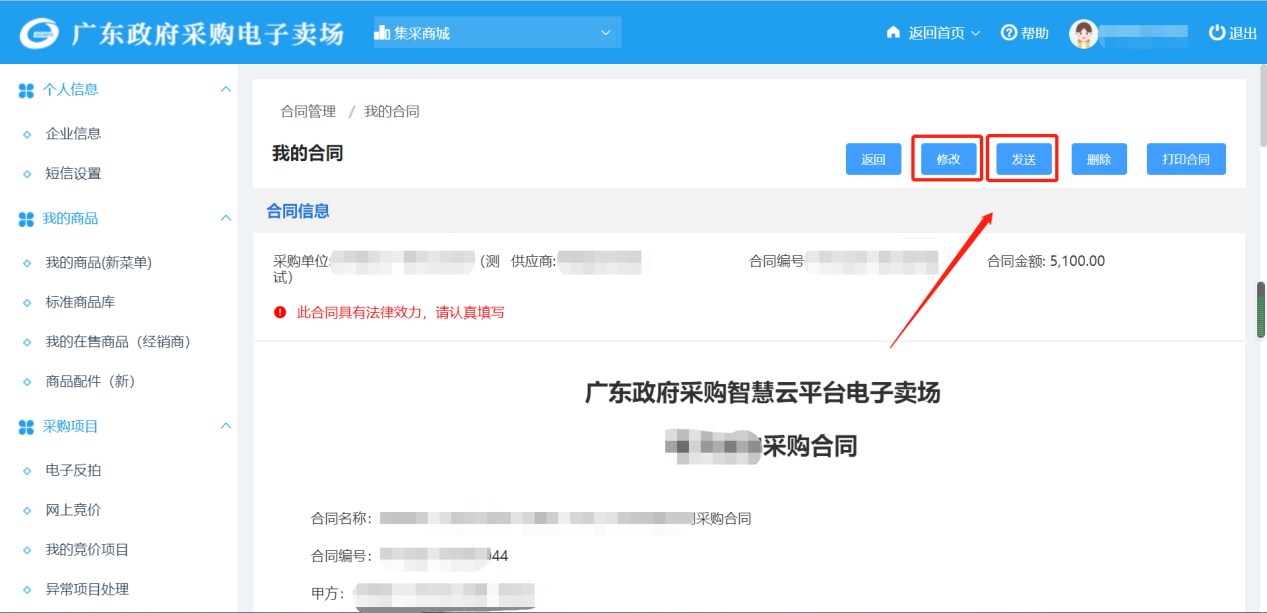 广东政府采购电子卖场
集采商城
返回首页
帮助
退出
个人信息
企业信息
短信设置
我的商品
我的商品(新菜单)
标准商品库
我的在售商品（经销商）
商品配件（新）
采购项目
电子反拍
网上竞价
我的竞价项目
异常项目处理
合同管理 / 我的合同
我的合同
返回
修改
发送
删除
打印合同
合同信息
采购单位: （测试）
供应商:
合同编号
合同金额: 5,100.00
此合同具有法律效力，请认真填写
广东政府采购智慧云平台电子卖场
采购合同
合同名称： 采购合同
合同编号： 44
甲方：